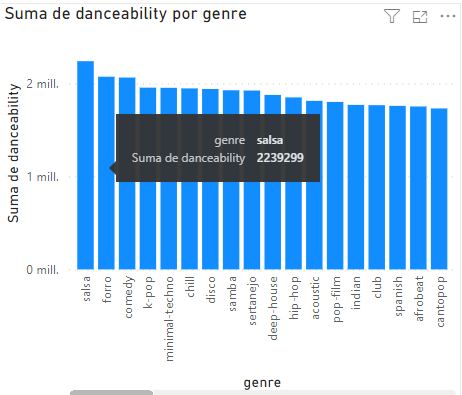 Suma de danceability por genre
Suma de danceability
2 mill.
1 mill.
0 mill.
genre salsa
Suma de danceability 2239299
salsa
forro
comedy
k-pop
minimal-techno
chill
disco
samba
sertanejo
deep-house
hip-hop
acoustic
pop-film
indian
club
spanish
afrobeat
cantopop
genre